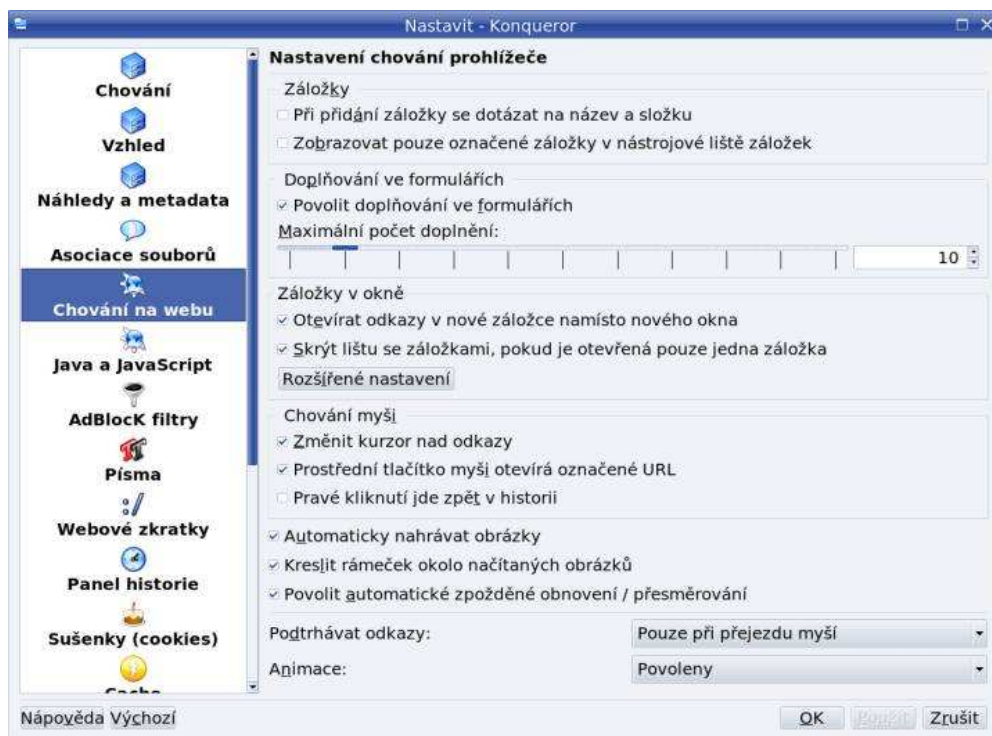 Nastavit - Konqueror
Chování
Vzhled
Náhledy a metadata
Asociace souborů
Chování na webu
Java a JavaScript
AdBlocK filtry
Písma
Webové zkratky
Panel historie
Sušenky (cookies)
Cache
Nastavení chování prohlížeče
Záložky
Při přidání záložky se dotázat na název a složku
Zobrazovat pouze označené záložky v nástrojové liště záložek
Doplňování ve formulářích
Povolit doplňování ve formulářích
Maximální počet doplnění:
10
Záložky v okně
Otevírat odkazy v nové záložce namísto nového okna
Skrýt lištu se záložkami, pokud je otevřená pouze jedna záložka
Rozšířené nastavení
Chování myši
Změnit kurzor nad odkazy
Prostřední tlačítko myši otevírá označené URL
Pravé kliknutí jde zpět v historii
Automaticky nahrávat obrázky
Kreslit rámeček okolo načítaných obrázků
Povolit automatické zpožděné obnovení / přesměrování
Podtrhávat odkazy: Pouze při přejezdu myší
Animace: Povoleny
Nápověda Výchozí OK Použít Zrušit